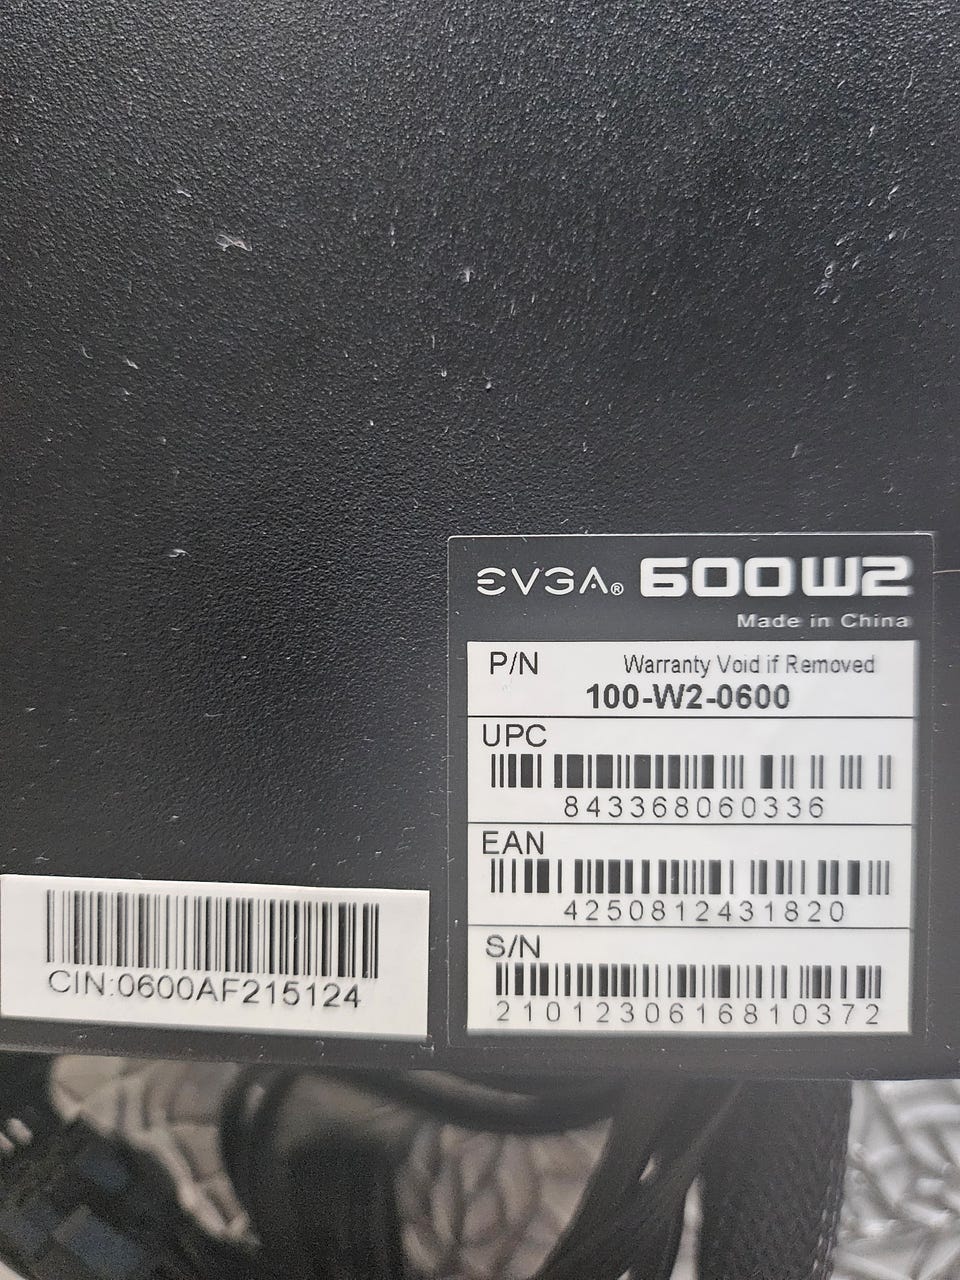 EVGA® 600W2
Made in China
P/N Warranty Void if Removed
100-W2-0600
UPC
843368060336
EAN
4250812431820
S/N
2101230616810372
CIN:0600AF215124